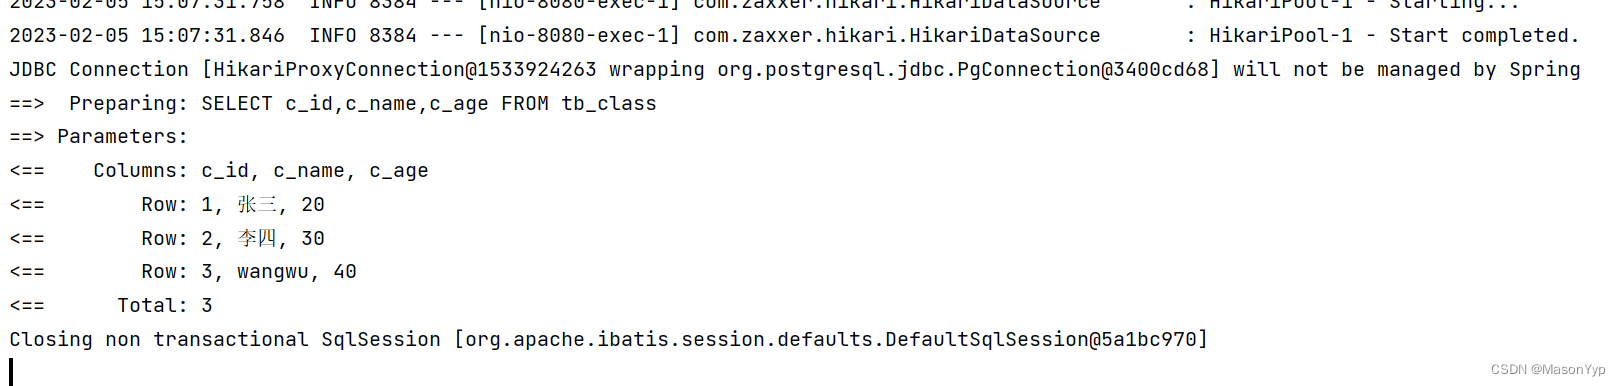 2023-02-05 15:07:31.758  INFO 8384 --- [nio-8080-exec-1] com.zaxxer.hikari.HikariDataSource       : HikariPool-1 - Starting...
2023-02-05 15:07:31.846  INFO 8384 --- [nio-8080-exec-1] com.zaxxer.hikari.HikariDataSource       : HikariPool-1 - Start completed.
JDBC Connection [HikariProxyConnection@1533924263 wrapping org.postgresql.jdbc.PgConnection@3400cd68] will not be managed by Spring
==>  Preparing: SELECT c_id,c_name,c_age FROM tb_class
==> Parameters:
<==    Columns: c_id, c_name, c_age
<==        Row: 1, 张三, 20
<==        Row: 2, 李四, 30
<==        Row: 3, wangwu, 40
<==      Total: 3
Closing non transactional SqlSession [org.apache.ibatis.session.defaults.DefaultSqlSession@5a1bc970]
CSDN @MasonYyp